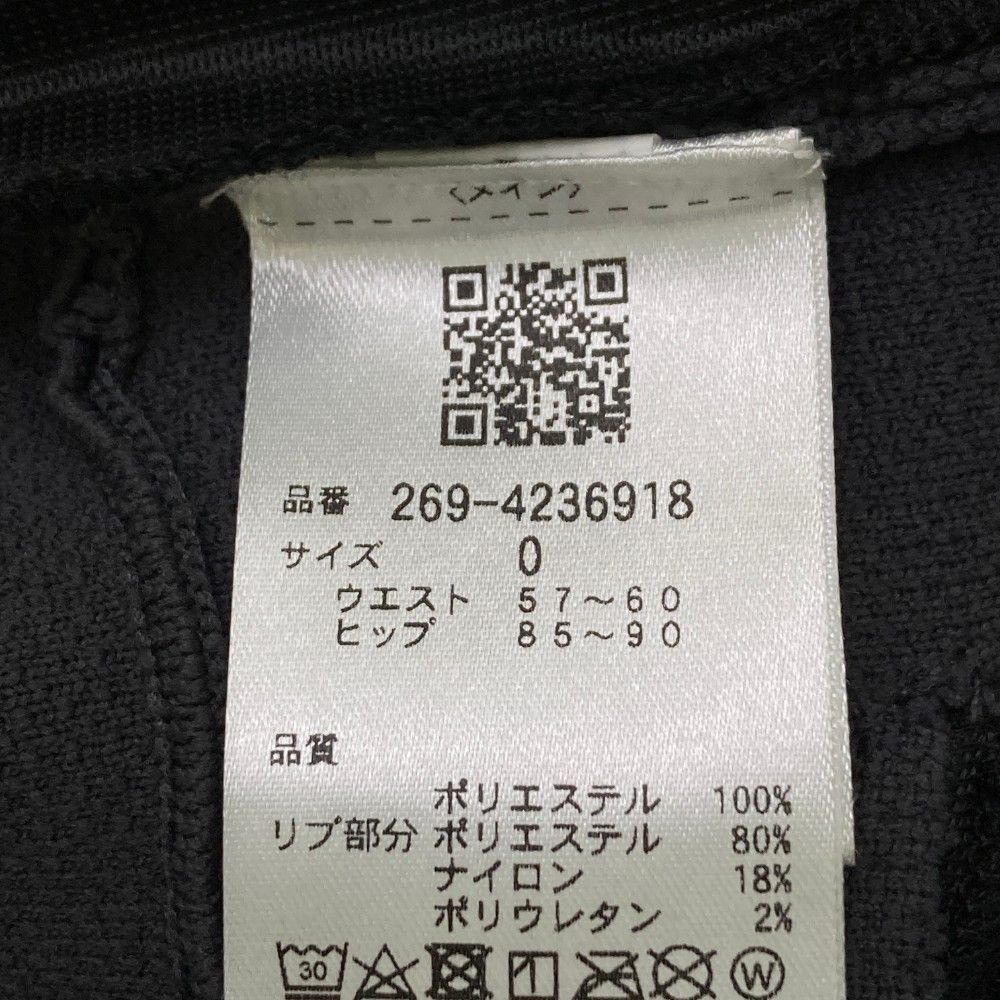 (メイン)
品番 269-4236918
サイズ 0
ウエスト 57～60
ヒップ 85～90
品質
ポリエステル 100%
リブ部分 ポリエステル 80%
ナイロン 18%
ポリウレタン 2%
30 W